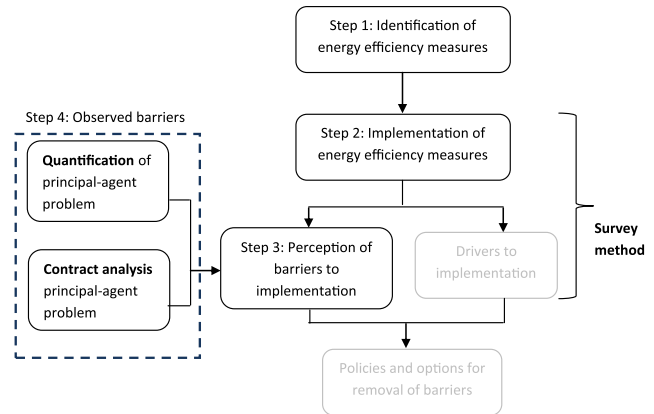 Step 1: Identification of
energy efficiency measures
Step 4: Observed barriers
Step 2: Implementation of
energy efficiency measures
Quantification of
principal-agent
problem
Survey
method
Step 3: Perception of
barriers to
implementation
Drivers to
implementation
Contract analysis
principal-agent
problem
Policies and options for
removal of barriers